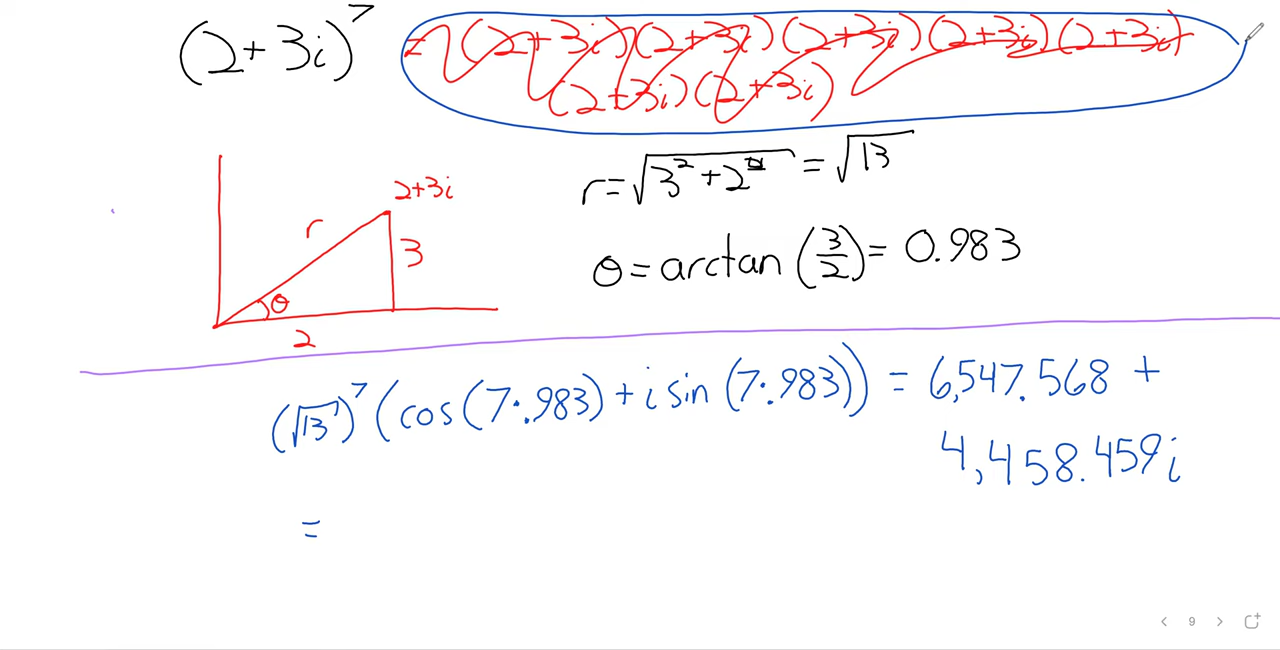 (2+3i)⁷ = (2+3i)(2+3i)(2+3i)(2+3i)(2+3i)
(2+3i)(2+3i)
2+3i
r
3
θ
2
r=√(3²+2²) = √13
θ=arctan(3/2)= 0.983
(√13)⁷(cos(7·.983)+i sin(7·.983)) = 6,547.568 +
4,458.459i
=
9